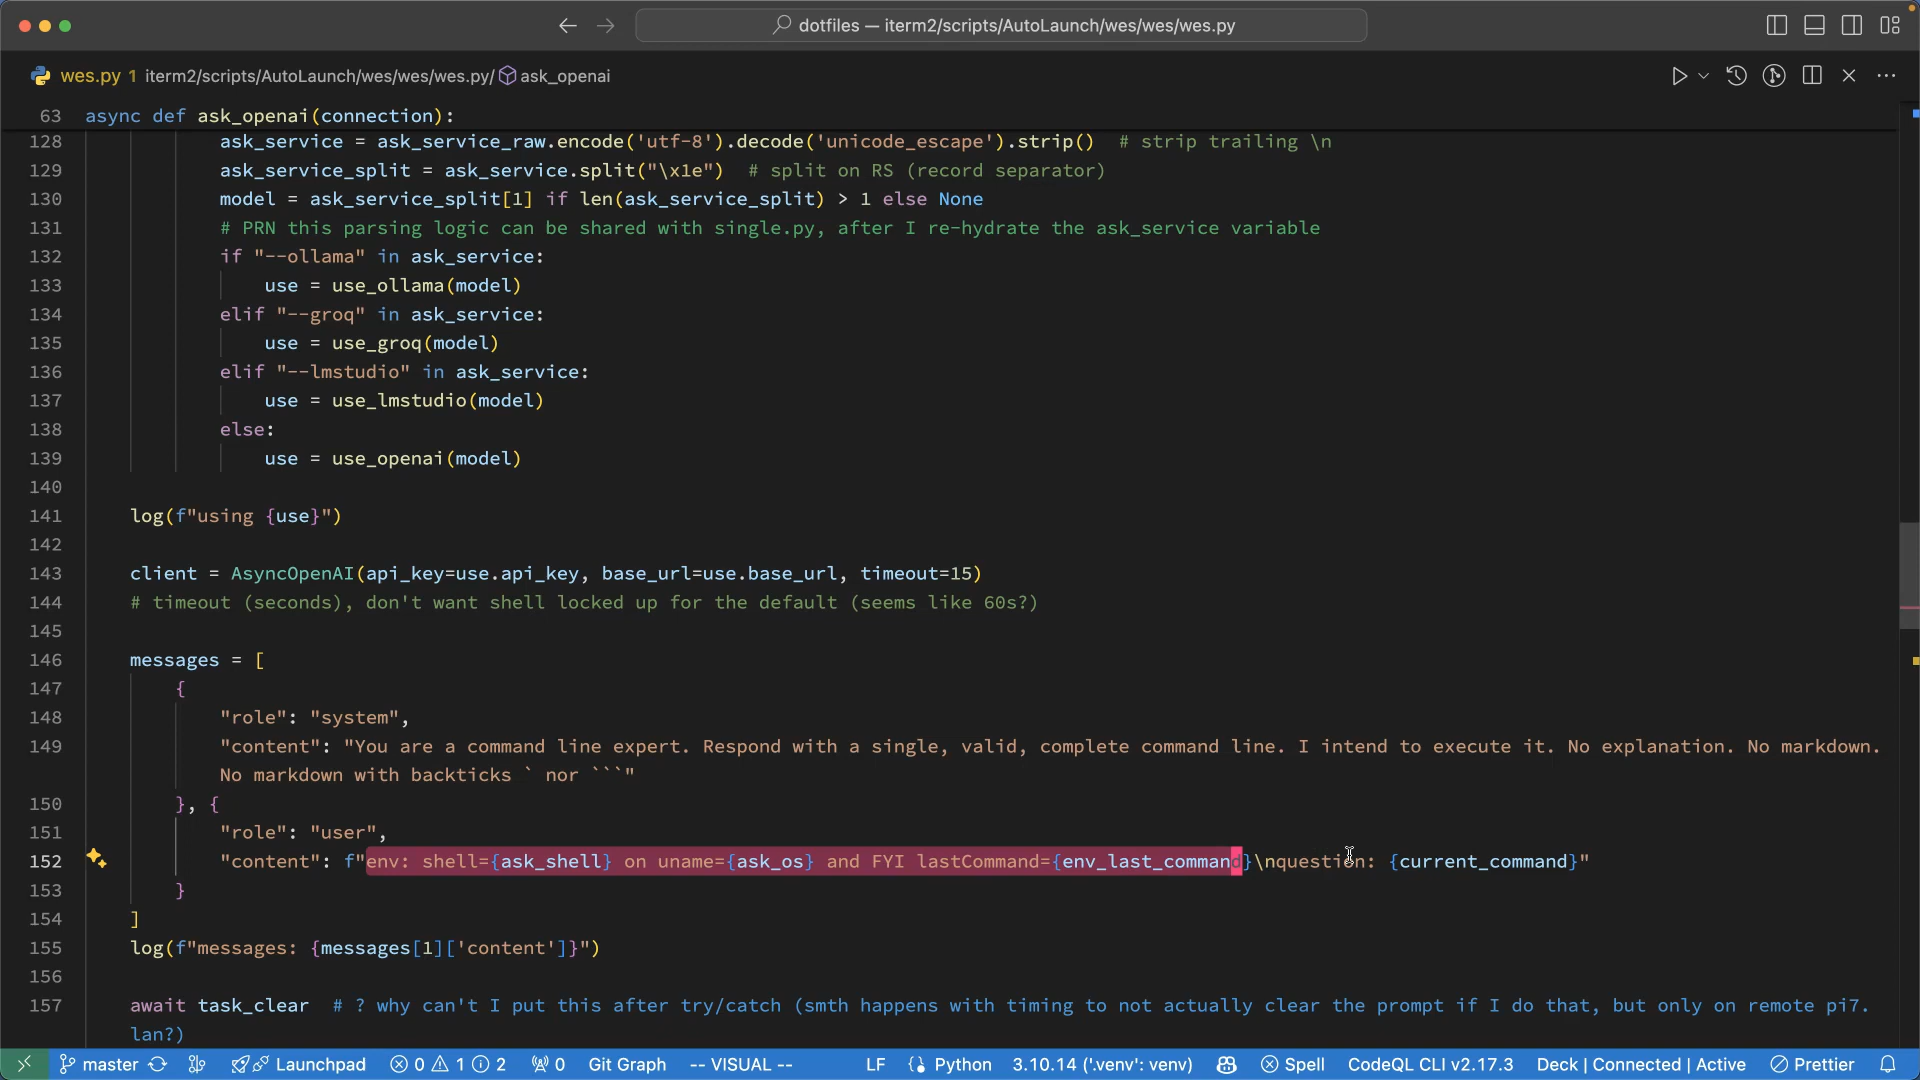 dotfiles — iterm2/scripts/AutoLaunch/wes/wes/wes.py
wes.py 1 iterm2/scripts/AutoLaunch/wes/wes/wes.py/ ask_openai
63 async def ask_openai(connection):
128 ask_service = ask_service_raw.encode('utf-8').decode('unicode_escape').strip()  # strip trailing \n
129 ask_service_split = ask_service.split("\x1e")  # split on RS (record separator)
130 model = ask_service_split[1] if len(ask_service_split) > 1 else None
131 # PRN this parsing logic can be shared with single.py, after I re-hydrate the ask_service variable
132 if "--ollama" in ask_service:
133 use = use_ollama(model)
134 elif "--groq" in ask_service:
135 use = use_groq(model)
136 elif "--lmstudio" in ask_service:
137 use = use_lmstudio(model)
138 else:
139 use = use_openai(model)
140
141 log(f"using {use}")
142
143 client = AsyncOpenAI(api_key=use.api_key, base_url=use.base_url, timeout=15)
144 # timeout (seconds), don't want shell locked up for the default (seems like 60s?)
145
146 messages = [
147 {
148 "role": "system",
149 "content": "You are a command line expert. Respond with a single, valid, complete command line. I intend to execute it. No explanation. No markdown.
No markdown with backticks ` nor ```"
150 }, {
151 "role": "user",
152 "content": f"env: shell={ask_shell} on uname={ask_os} and FYI lastCommand={env_last_command}\nquestion: {current_command}"
153 }
154 ]
155 log(f"messages: {messages[1]['content']}")
156
157 await task_clear  # ? why can't I put this after try/catch (smth happens with timing to not actually clear the prompt if I do that, but only on remote pi7.
lan?)
master Launchpad 0 1 2 0 Git Graph -- VISUAL -- LF Python 3.10.14 ('.venv': venv) Spell CodeQL CLI v2.17.3 Deck | Connected | Active Prettier